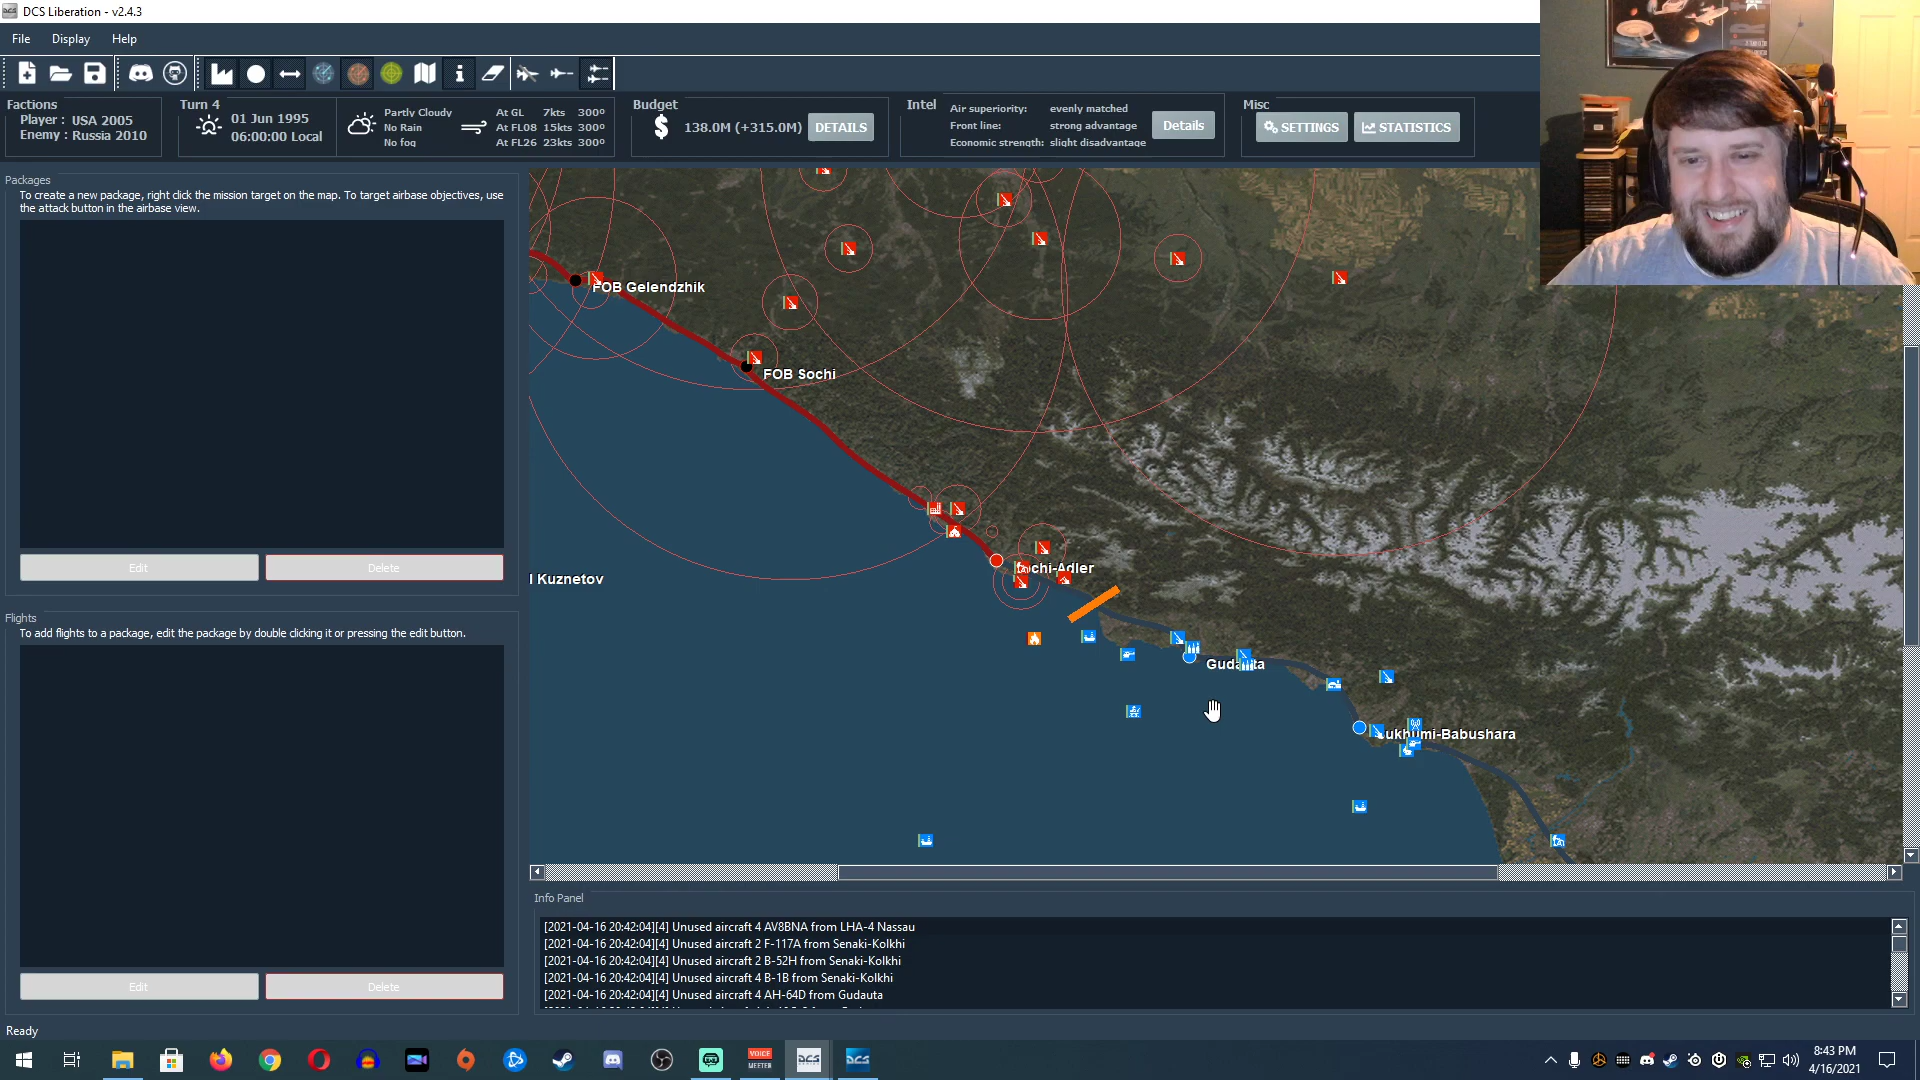 DCS Liberation - v2.4.3
File Display Help
Factions
Player : USA 2005
Enemy : Russia 2010
Turn 4
01 Jun 1995
06:00:00 Local
Partly Cloudy
No Rain
No fog
At GL 7kts 300º
At FL08 15kts 300º
At FL26 23kts 300º
Budget
$ 138.0M (+315.0M) DETAILS
Intel
Air superiority: evenly matched
Front line: strong advantage
Economic strength: slight disadvantage
Details
Misc
SETTINGS STATISTICS
Packages
To create a new package, right click the mission target on the map. To target airbase objectives, use
the attack button in the airbase view.
Edit Delete
Flights
To add flights to a package, edit the package by double clicking it or pressing the edit button.
Edit Delete
FOB Gelendzhik
FOB Sochi
l Kuznetov
Gudauta
Info Panel
[2021-04-16 20:42:04][4] Unused aircraft 4 AV8BNA from LHA-4 Nassau
[2021-04-16 20:42:04][4] Unused aircraft 2 F-117A from Senaki-Kolkhi
[2021-04-16 20:42:04][4] Unused aircraft 2 B-52H from Senaki-Kolkhi
[2021-04-16 20:42:04][4] Unused aircraft 4 B-1B from Senaki-Kolkhi
[2021-04-16 20:42:04][4] Unused aircraft 4 AH-64D from Gudauta
Ready
VOICE
MEETER
DCS
DCS
8:43 PM
4/16/2021